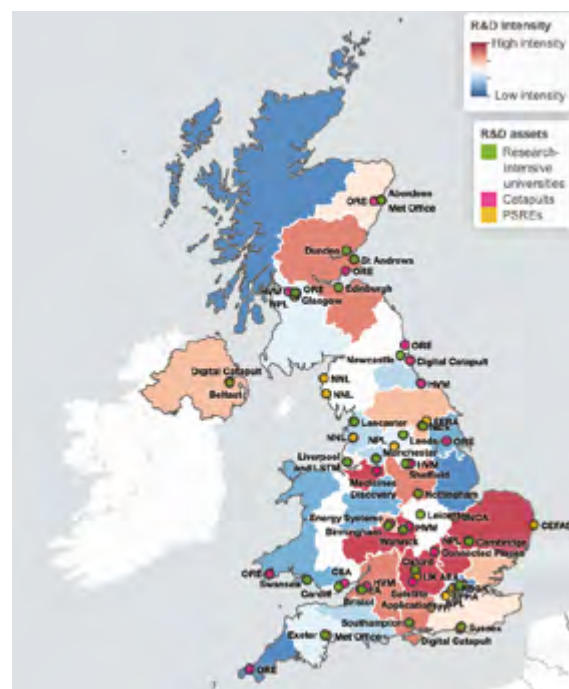 R&D Intensity
High intensity
Low intensity
R&D assets
Research-
intensive
universities
Catapults
PSREs
Aberdeen
ORE
Met Office
Dundee
St Andrews
ORE
Edinburgh
HVM
ORE
NPL
Glasgow
ORE
Newcastle
Digital Catapult
HVM
Digital Catapult
Belfast
NNL
NNL
Lancaster
NNL
NPL
Leeds
ORE
Manchester
Liverpool
and LSTM
HVM
Sheffield
Medicines
Discovery
Nottingham
Leicester
Energy Systems
Birmingham
HVM
Warwick
CEFAS
NPL
Cambridge
Connected Places
Oxford
UKAEA
ORE
Swansea
CSA
Cardiff
HVM
Bristol
Satellite
Applications
Southampton
Sussex
Digital Catapult
Exeter
Met Office
ORE